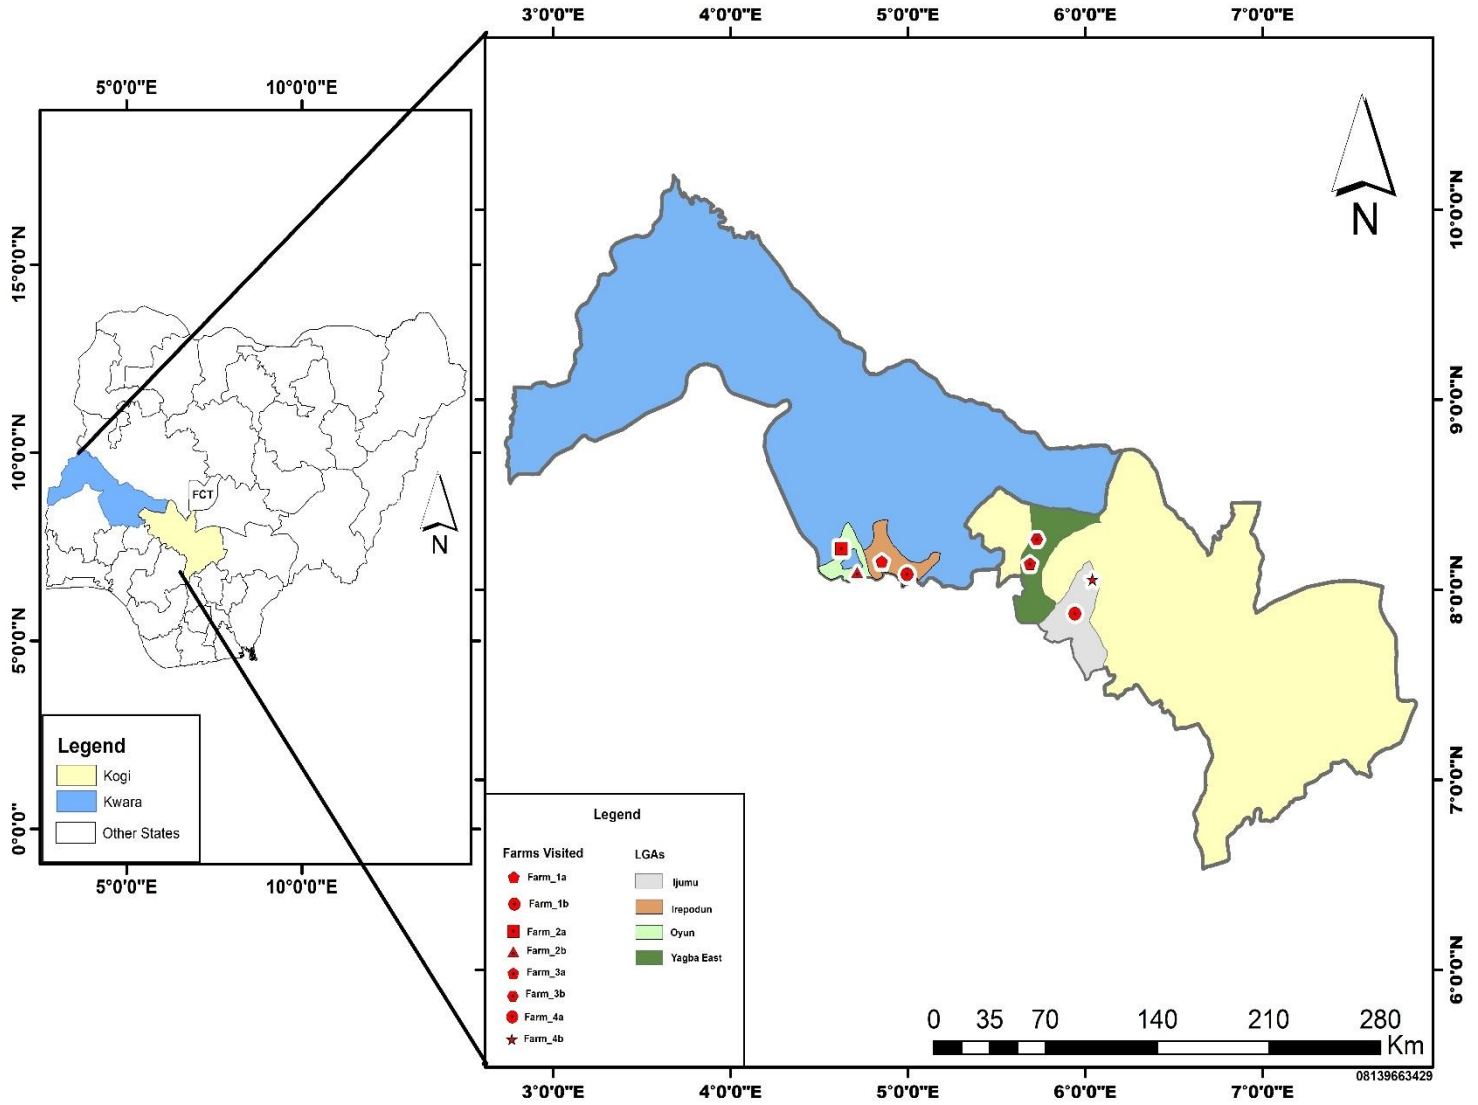 3°0'0"E 4°0'0"E 5°0'0"E 6°0'0"E 7°0'0"E
5°0'0"E 10°0'0"E
15°0'0"N
10°0'0"N
5°0'0"N
0°0'0"
FCT
N
Legend
Kogi
Kwara
Other States
5°0'0"E 10°0'0"E
N
10°0'0"N
9°0'0"N
8°0'0"N
7°0'0"N
6°0'0"N
Legend
Farms Visited
Farm_1a
Farm_1b
Farm_2a
Farm_2b
Farm_3a
Farm_3b
Farm_4a
Farm_4b
LGAs
Ijumu
Irepodun
Oyun
Yagba East
0 35 70 140 210 280
Km
08139663429
3°0'0"E 4°0'0"E 5°0'0"E 6°0'0"E 7°0'0"E